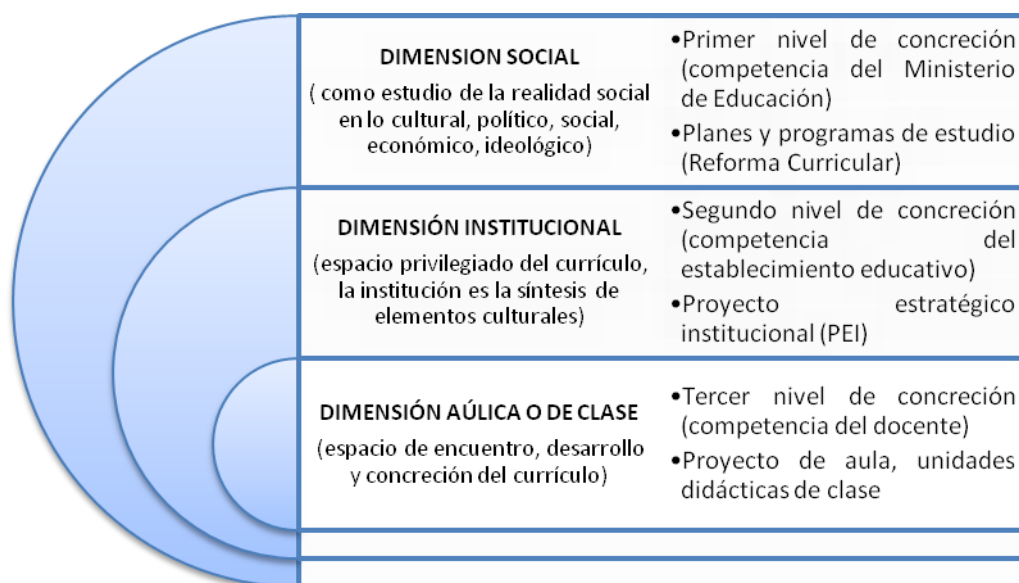 DIMENSION SOCIAL
( como estudio de la realidad social
en lo cultural, político, social,
económico, ideológico)
•Primer nivel de concreción
(competencia del Ministerio
de Educación)
•Planes y programas de estudio
(Reforma Curricular)
DIMENSIÓN INSTITUCIONAL
(espacio privilegiado del currículo,
la institución es la síntesis de
elementos culturales)
•Segundo nivel de concreción
(competencia del
establecimiento educativo)
•Proyecto estratégico
institucional (PEI)
DIMENSIÓN AÚLICA O DE CLASE
(espacio de encuentro, desarrollo
y concreción del currículo)
•Tercer nivel de concreción
(competencia del docente)
•Proyecto de aula, unidades
didácticas de clase